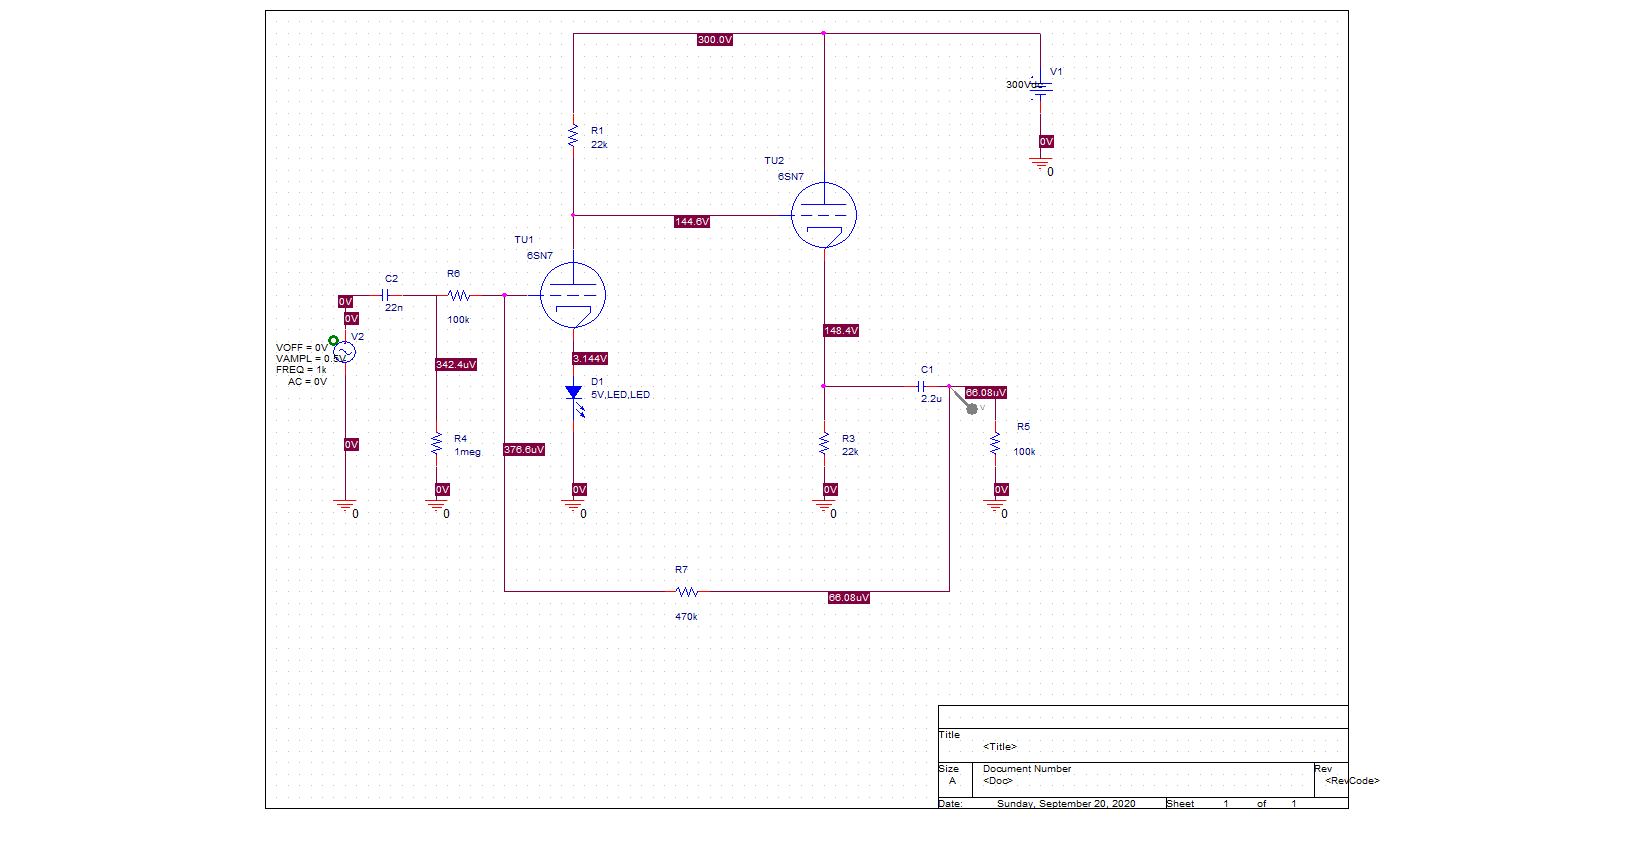 300.0V
V1
300Vdc
0V
0
R1
22k
TU2
6SN7
144.6V
TU1
6SN7
C2
22n
R6
100k
0V
0V
V2
VOFF = 0V
VAMPL = 0.5V
FREQ = 1k
AC = 0V
342.4uV
3.144V
D1
5V,LED,LED
148.4V
C1
2.2u
66.08uV
V
R4
1meg
376.6uV
R3
22k
R5
100k
0V
0V
0V
0V
0V
0
0
0
0
0
R7
470k
66.08uV
Title
<Title>
Size
A
Document Number
<Doc>
Rev
<RevCode>
Date: Sunday, September 20, 2020 Sheet 1 of 1